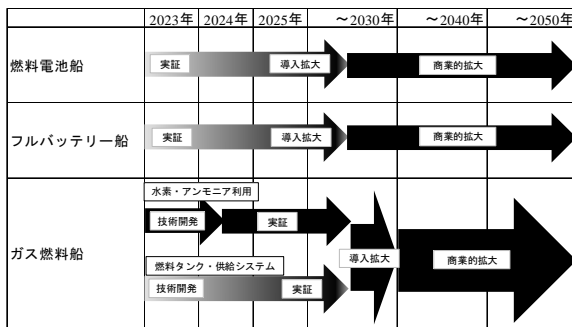 2023年 2024年 2025年 ～2030年 ～2040年 ～2050年
燃料電池船
実証 導入拡大 商業的拡大
フルバッテリー船
実証 導入拡大 商業的拡大
ガス燃料船
水素・アンモニア利用
技術開発 実証
導入拡大 商業的拡大
燃料タンク・供給システム
技術開発 実証